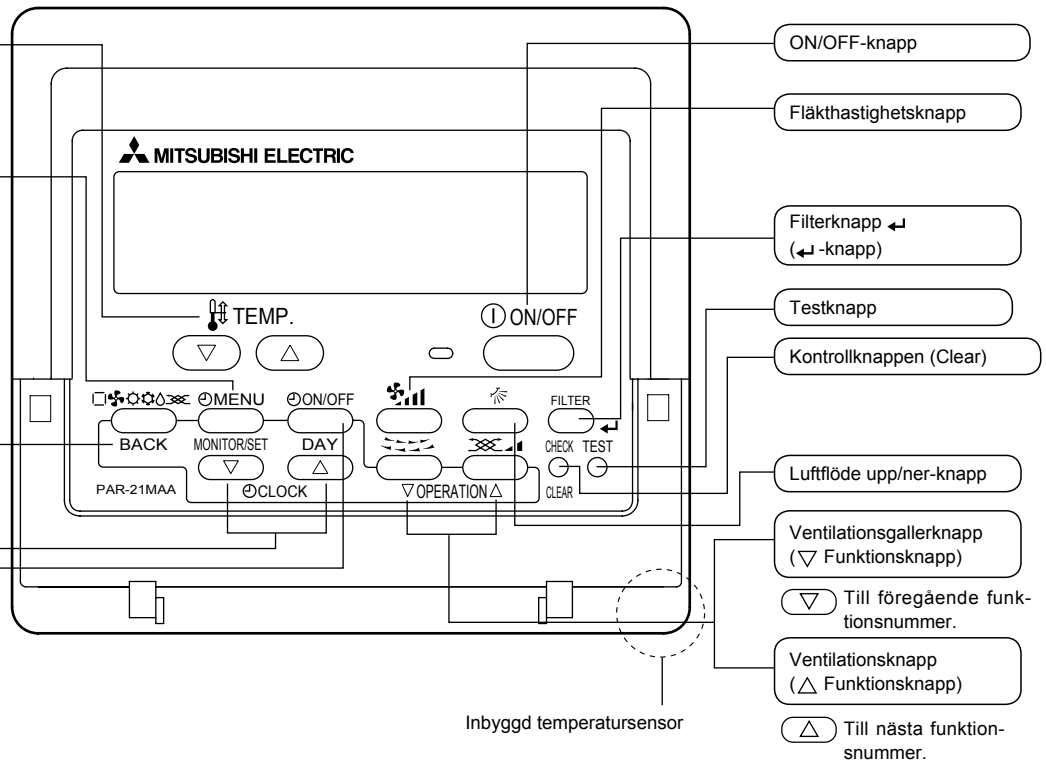 ON/OFF-knapp
Fläkthastighetsknapp
MITSUBISHI ELECTRIC
Filterknapp ↵
(↵ -knapp)
TEMP.
ON/OFF
Testknapp
Kontrollknappen (Clear)
MENU
ON/OFF
FILTER
BACK
MONITOR/SET
DAY
CHECK
TEST
PAR-21MAA
CLOCK
▽ OPERATION △
CLEAR
Luftflöde upp/ner-knapp
Ventilationsgallerknapp
(▽ Funktionsknapp)
▽ Till föregående funk-
tionsnummer.
Ventilationsknapp
(△ Funktionsknapp)
△ Till nästa funktion-
snummer.
Inbyggd temperatursensor